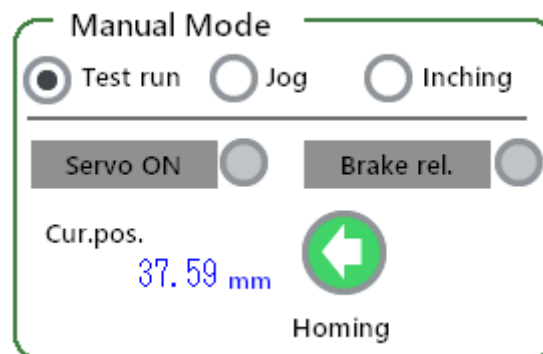 Manual Mode
Test run Jog Inching
Servo ON Brake rel.
Cur.pos.
37.59 mm
Homing